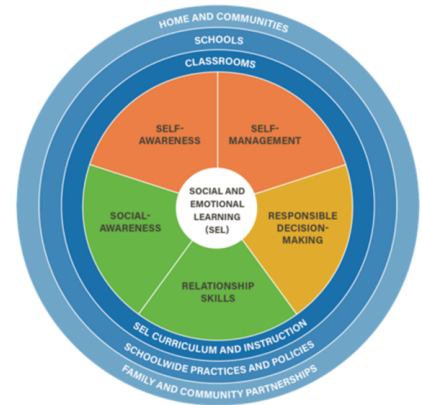 HOME AND COMMUNITIES
SCHOOLS
CLASSROOMS
SELF-
AWARENESS
SELF-
MANAGEMENT
SOCIAL AND
EMOTIONAL
LEARNING
(SEL)
SOCIAL-
AWARENESS
RESPONSIBLE
DECISION-
MAKING
RELATIONSHIP
SKILLS
SEL CURRICULUM AND INSTRUCTION
SCHOOLWIDE PRACTICES AND POLICIES
FAMILY AND COMMUNITY PARTNERSHIPS